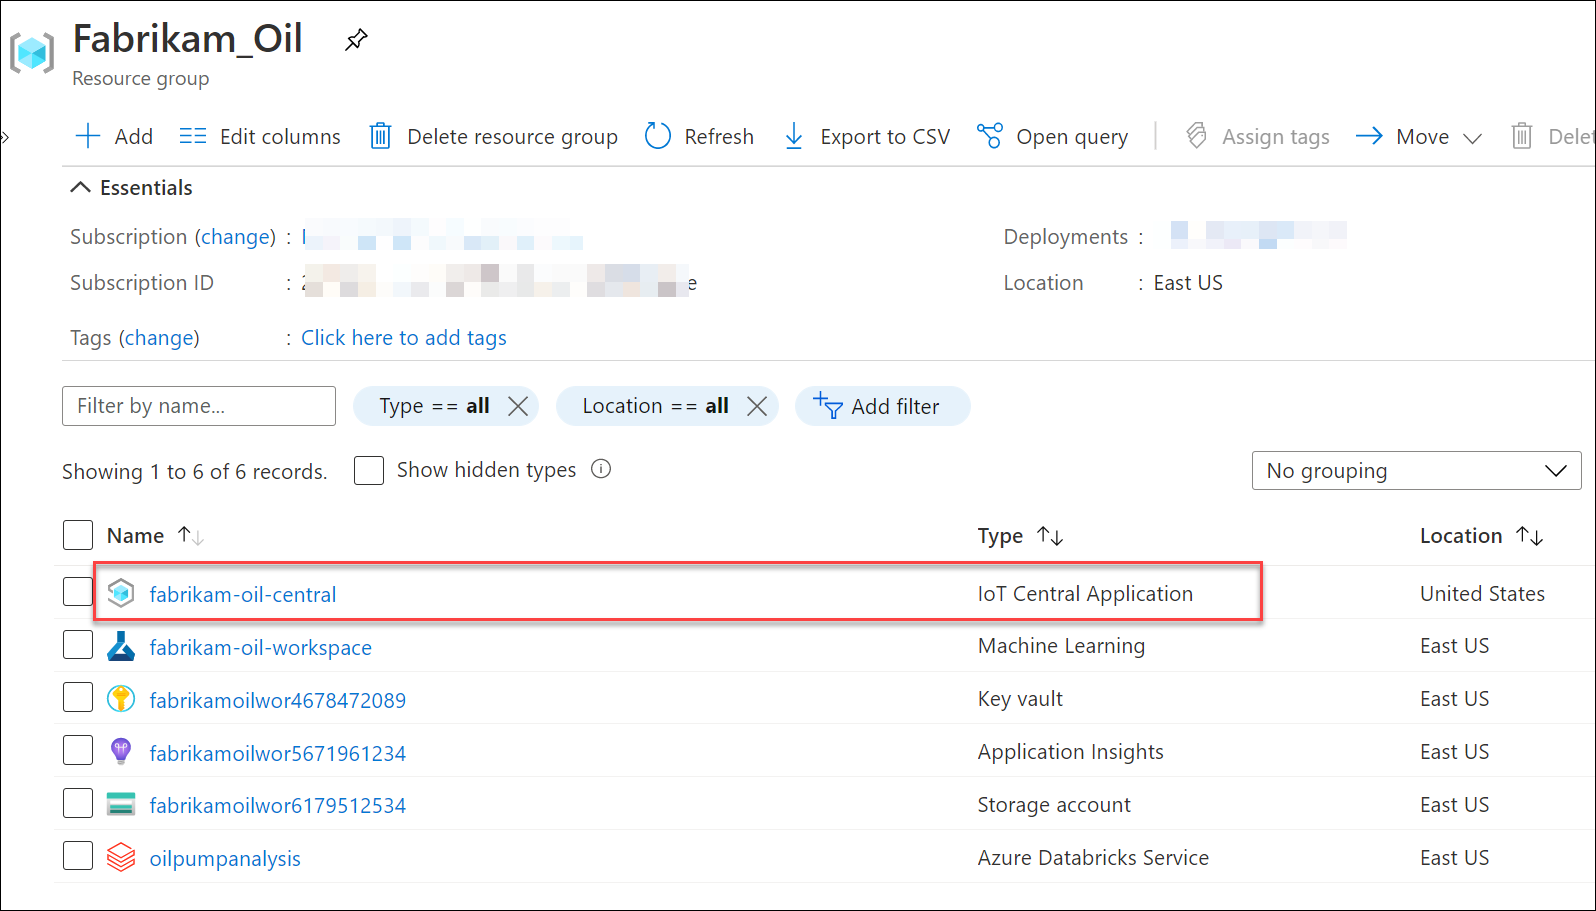 Fabrikam_Oil
Resource group
Add Edit columns Delete resource group Refresh Export to CSV Open query Assign tags Move Delet
Essentials
Subscription (change) : Deployments :
Subscription ID : e Location : East US
Tags (change) : Click here to add tags
Filter by name... Type == all Location == all Add filter
Showing 1 to 6 of 6 records. Show hidden types No grouping
Name Type Location
fabrikam-oil-central IoT Central Application United States
fabrikam-oil-workspace Machine Learning East US
fabrikamoilwor4678472089 Key vault East US
fabrikamoilwor5671961234 Application Insights East US
fabrikamoilwor6179512534 Storage account East US
oilpumpanalysis Azure Databricks Service East US